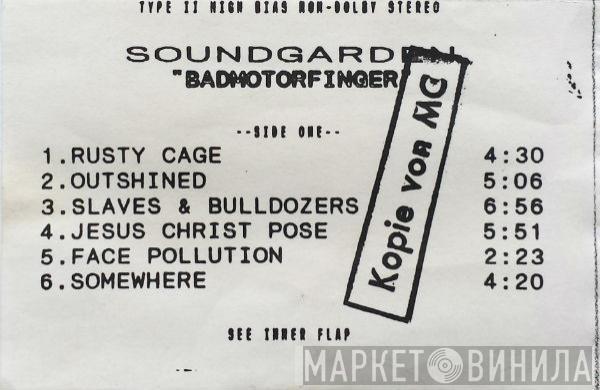 TYPE II HIGH BIAS NON-DOLBY STEREO
SOUNDGARDEN
"BADMOTORFINGER"
Kopie von MC
--SIDE ONE--
1.RUSTY CAGE 4:30
2.OUTSHINED 5:06
3.SLAVES & BULLDOZERS 6:56
4.JESUS CHRIST POSE 5:51
5.FACE POLLUTION 2:23
6.SOMEWHERE 4:20
SEE INNER FLAP
МАРКЕТ ВИНИЛА